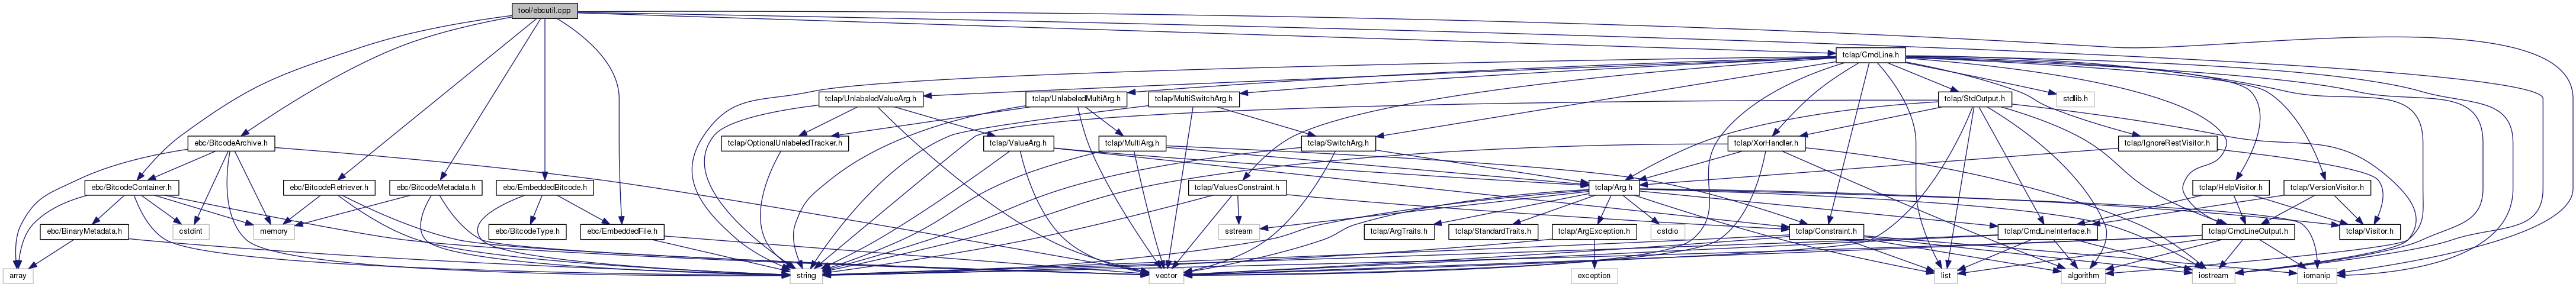 tool/ebcutil.cpp
tclap/CmdLine.h
tclap/UnlabeledValueArg.h
tclap/UnlabeledMultiArg.h
tclap/MultiSwitchArg.h
tclap/StdOutput.h
stdlib.h
ebc/BitcodeArchive.h
tclap/OptionalUnlabeledTracker.h
tclap/ValueArg.h
tclap/MultiArg.h
tclap/SwitchArg.h
tclap/XorHandler.h
tclap/IgnoreRestVisitor.h
ebc/BitcodeContainer.h
ebc/BitcodeRetriever.h
ebc/BitcodeMetadata.h
ebc/EmbeddedBitcode.h
tclap/ValuesConstraint.h
tclap/Arg.h
tclap/HelpVisitor.h
tclap/VersionVisitor.h
ebc/BinaryMetadata.h
cstdint
memory
ebc/BitcodeType.h
ebc/EmbeddedFile.h
sstream
tclap/ArgTraits.h
tclap/StandardTraits.h
tclap/ArgException.h
cstdio
tclap/Constraint.h
tclap/CmdLineInterface.h
tclap/CmdLineOutput.h
tclap/Visitor.h
array
string
vector
exception
list
algorithm
iostream
iomanip